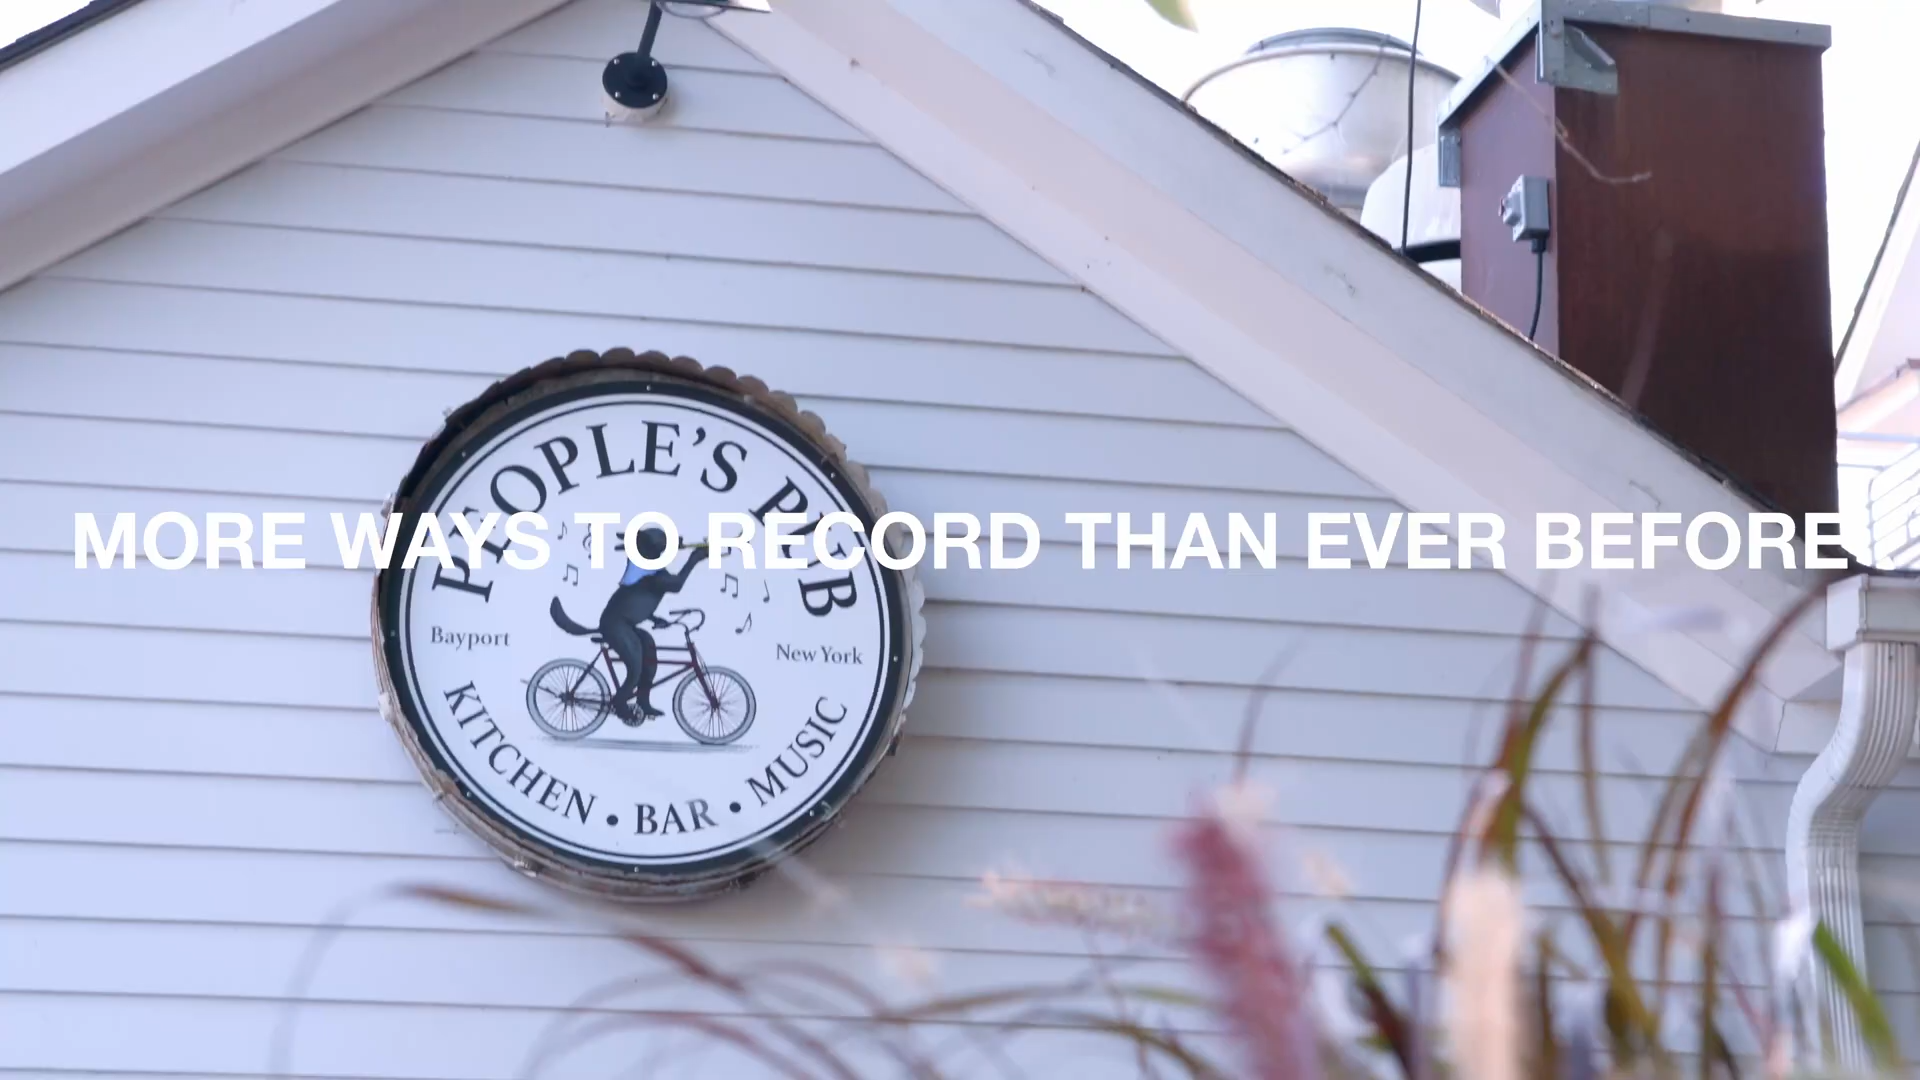 PEOPLE'S PUB
MORE WAYS TO RECORD THAN EVER BEFORE
Bayport
New York
KITCHEN • BAR • MUSIC